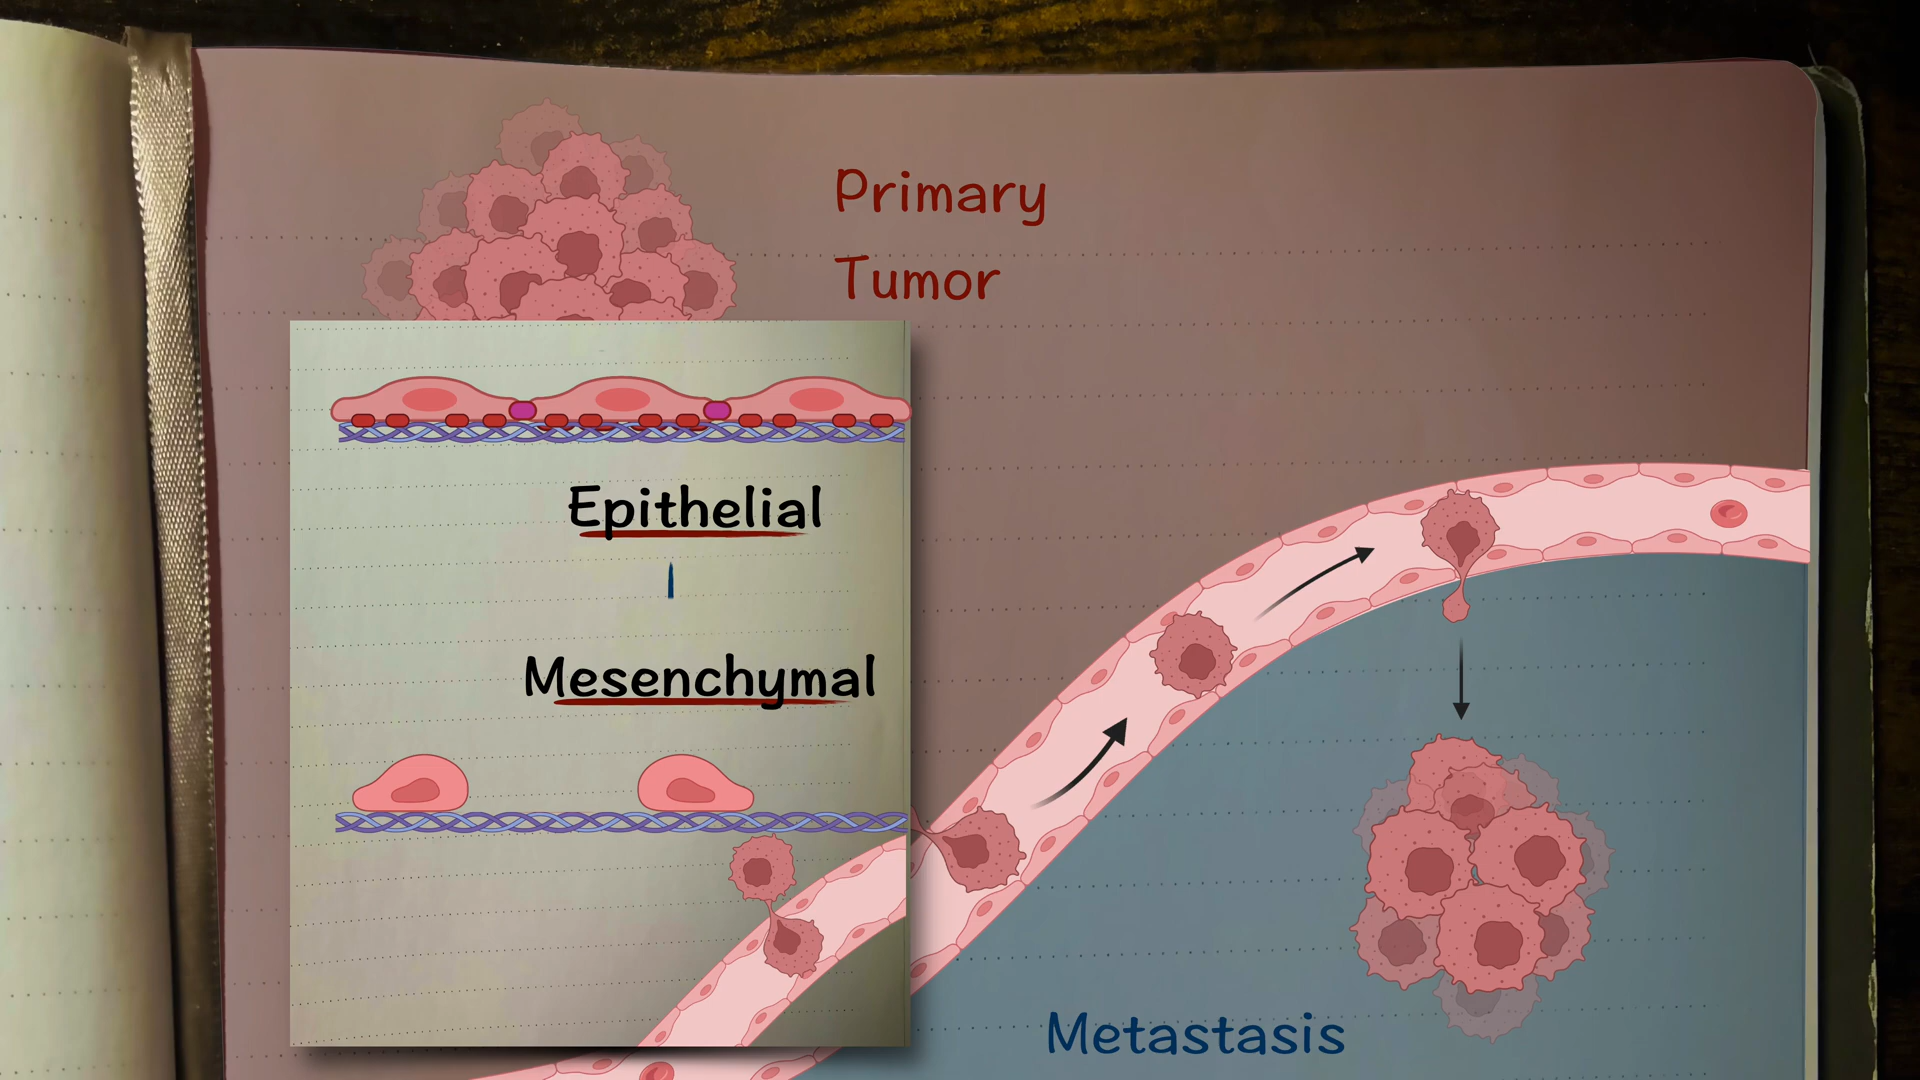 Primary
Tumor
Epithelial
Mesenchymal
Metastasis